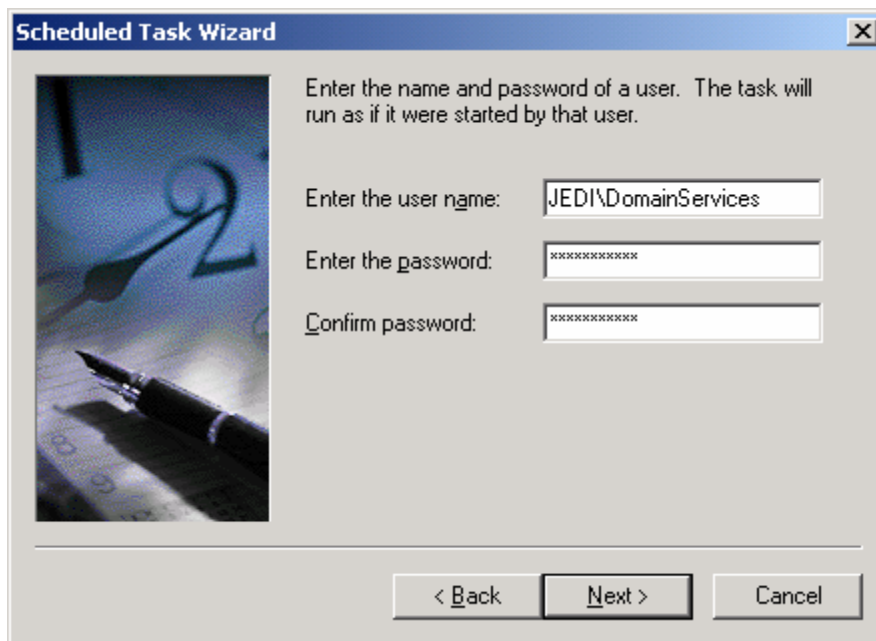 Scheduled Task Wizard
Enter the name and password of a user. The task will
run as if it were started by that user.
Enter the user name:
JEDI\DomainServices
Enter the password:
***********
Confirm password:
***********
2
< Back
Next >
Cancel